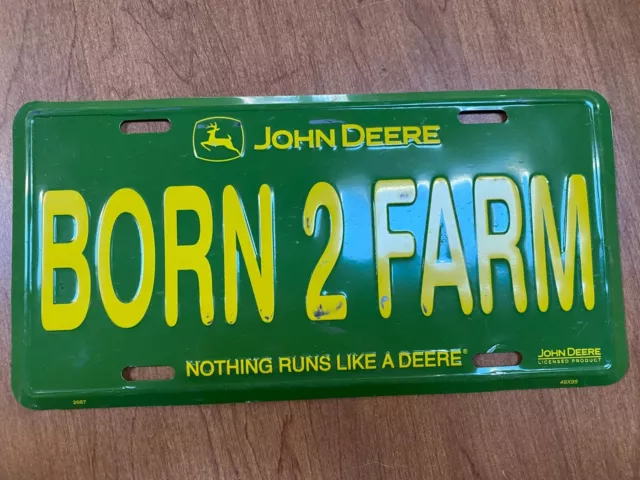 JOHN DEERE
BORN 2 FARM
NOTHING RUNS LIKE A DEERE®
JOHN DEERE
LICENSED PRODUCT